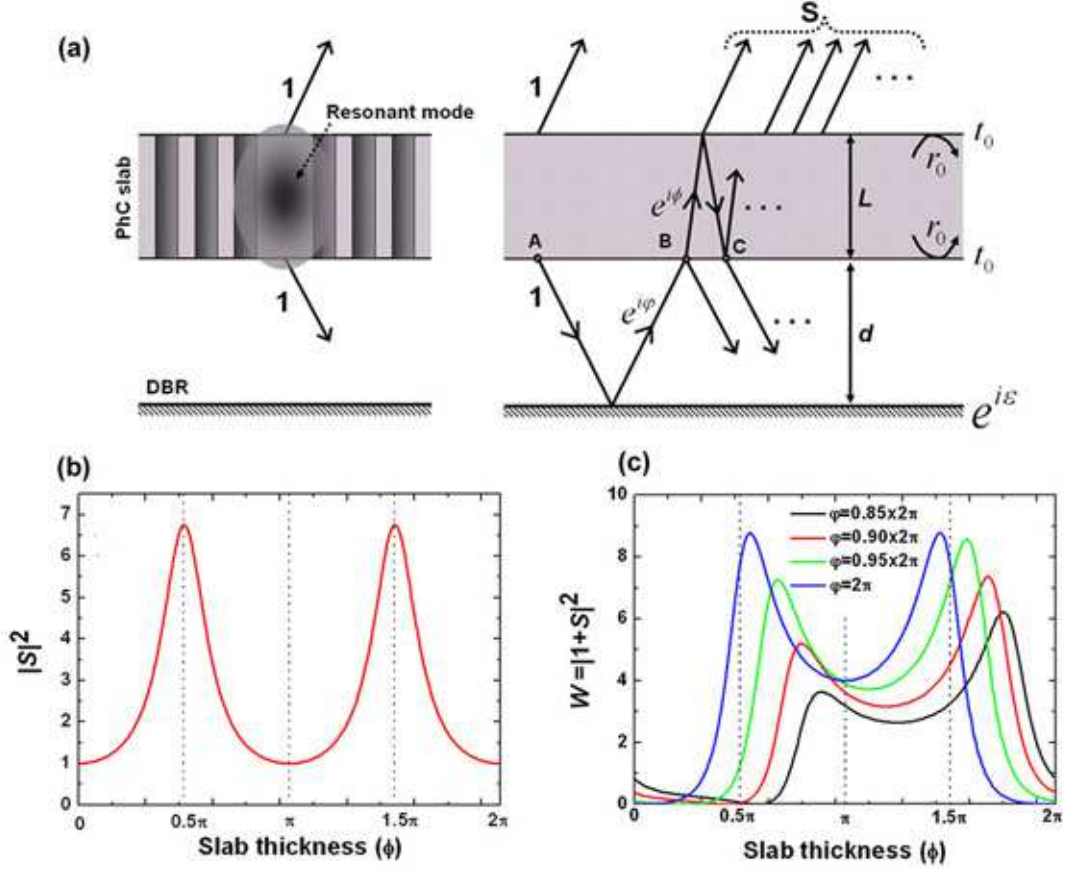 (a)
1
Resonant mode
PhC slab
1
DBR
S
1
. . .
t₀
r₀
e^{iϕ}
. . .
L
A
B
C
r₀
t₀
1
e^{iφ}
. . .
d
e^{iε}
(b)
|S|²
7
6
5
4
3
2
1
0
0
0.5π
π
1.5π
2π
Slab thickness (ϕ)
(c)
W=|1+S|²
10
8
6
4
2
0
φ=0.85x2π
φ=0.90x2π
φ=0.95x2π
φ=2π
0
0.5π
π
1.5π
2π
Slab thickness (ϕ)